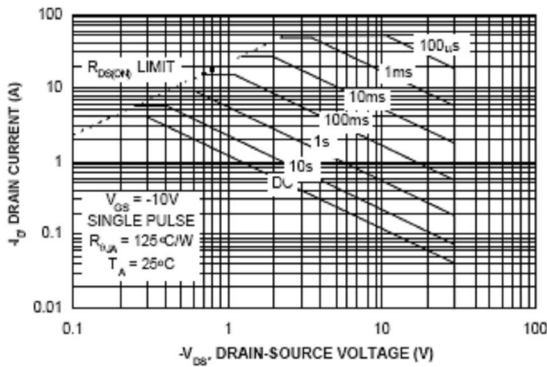 100
100µs
R_DS(ON) LIMIT
1ms
10
10ms
100ms
1s
1
10s
DC
V_GS = -10V
SINGLE PULSE
R_θJA = 125°C/W
T_A = 25°C
0.1
0.01
0.1
1
10
100
-I_D, DRAIN CURRENT (A)
-V_DS, DRAIN-SOURCE VOLTAGE (V)